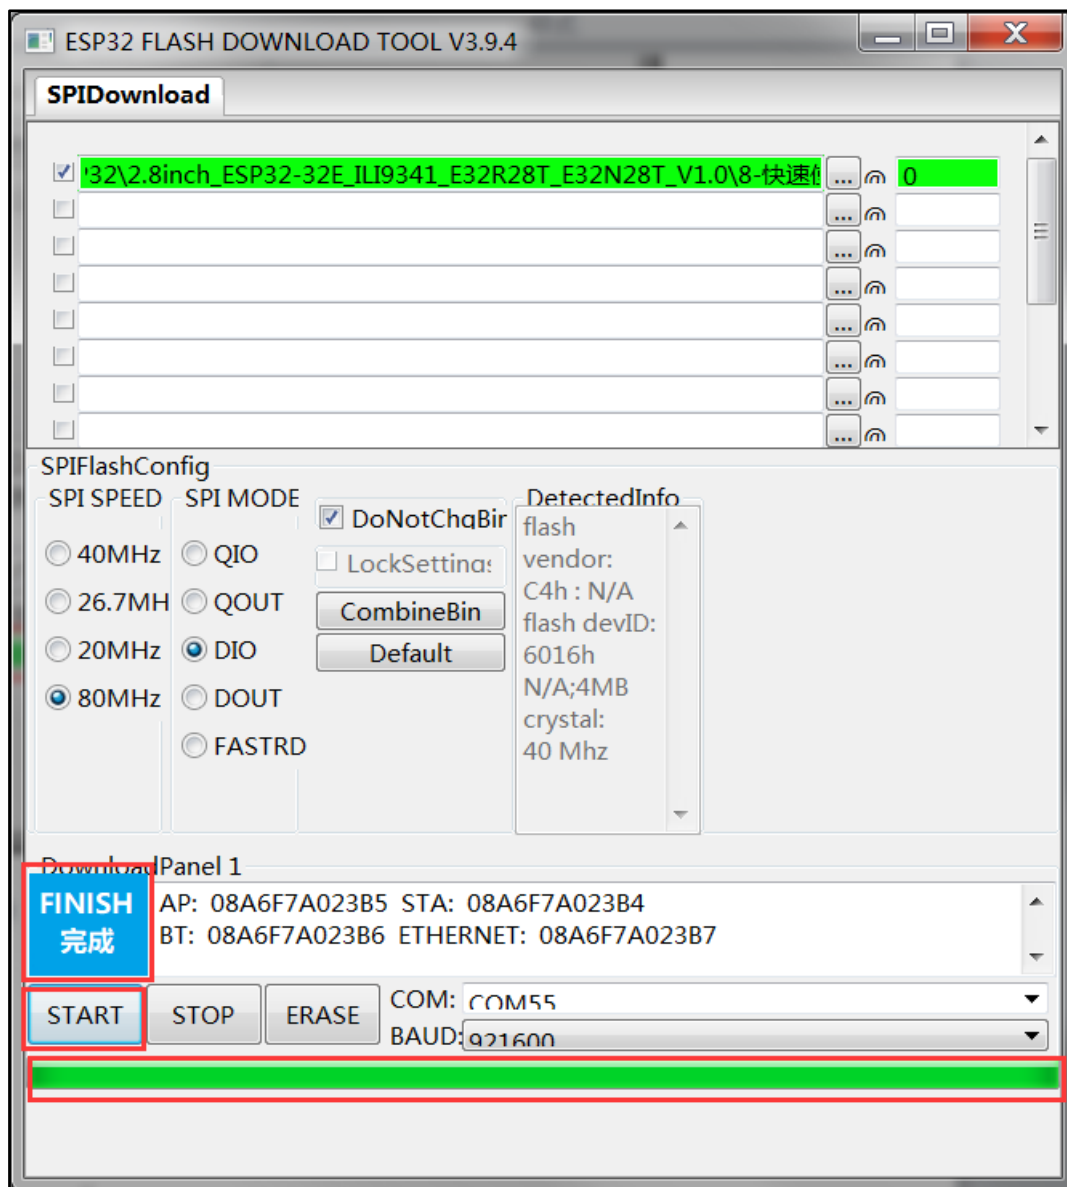 ESP32 FLASH DOWNLOAD TOOL V3.9.4
SPIDownload
'32\2.8inch_ESP32-32E_ILI9341_E32R28T_E32N28T_V1.0\8-快速 ... @ 0
... @
... @
... @
... @
... @
... @
... @
SPIFlashConfig
SPI SPEED
40MHz
26.7MH
20MHz
80MHz
SPI MODE
QIO
QOUT
DIO
DOUT
FASTRD
DoNotChgBin
LockSettings
CombineBin
Default
DetectedInfo
flash
vendor:
C4h : N/A
flash devID:
6016h
N/A;4MB
crystal:
40 Mhz
DownloadPanel 1
FINISH
完成
AP: 08A6F7A023B5 STA: 08A6F7A023B4
BT: 08A6F7A023B6 ETHERNET: 08A6F7A023B7
START STOP ERASE
COM: COM55
BAUD: 921600